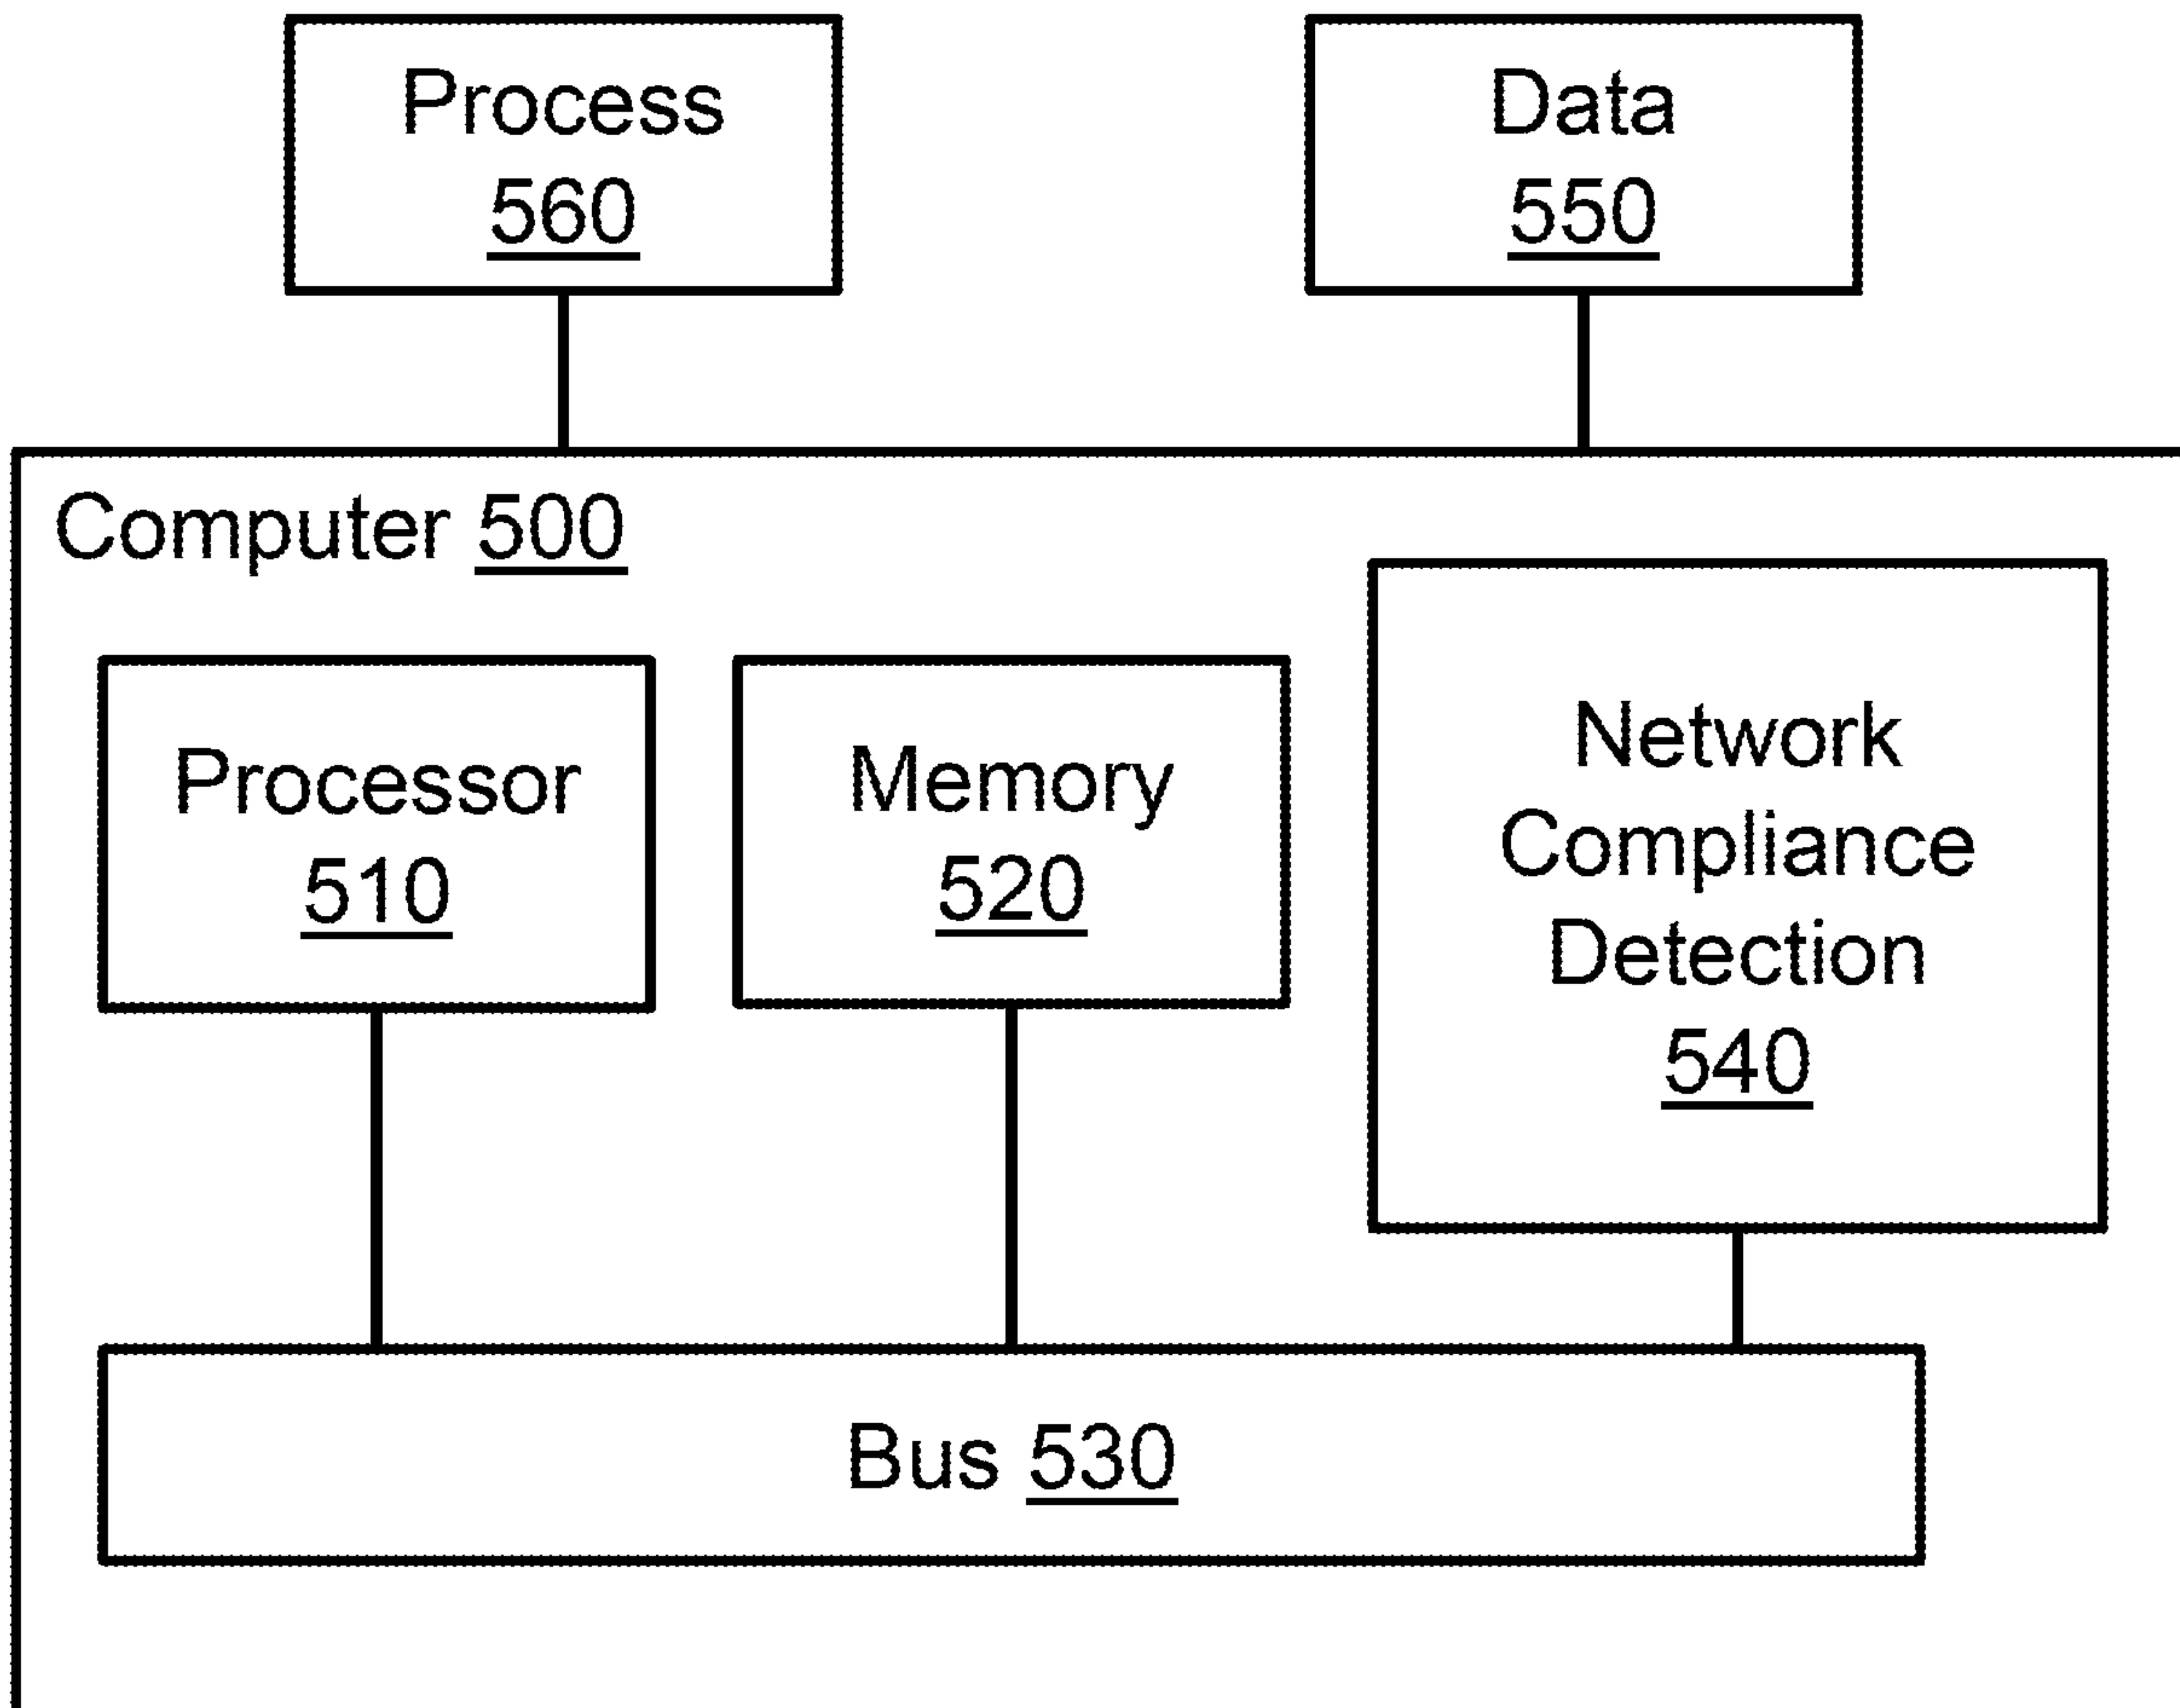 Process
560
Data
550
Computer 500
Processor
510
Memory
520
Network
Compliance
Detection
540
Bus 530